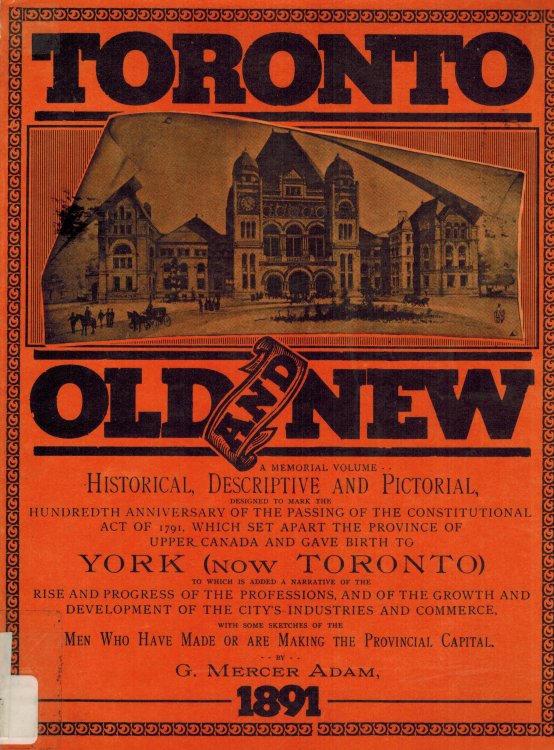 TORONTO
OLD AND NEW
A MEMORIAL VOLUME - -
HISTORICAL, DESCRIPTIVE AND PICTORIAL,
DESIGNED TO MARK THE
HUNDREDTH ANNIVERSARY OF THE PASSING OF THE CONSTITUTIONAL
ACT OF 1791, WHICH SET APART THE PROVINCE OF
UPPER CANADA AND GAVE BIRTH TO
YORK (NOW TORONTO)
TO WHICH IS ADDED A NARRATIVE OF THE
RISE AND PROGRESS OF THE PROFESSIONS, AND OF THE GROWTH AND
DEVELOPMENT OF THE CITY'S INDUSTRIES AND COMMERCE,
WITH SOME SKETCHES OF THE
MEN WHO HAVE MADE OR ARE MAKING THE PROVINCIAL CAPITAL.
- - BY - -
G. MERCER ADAM,
1891